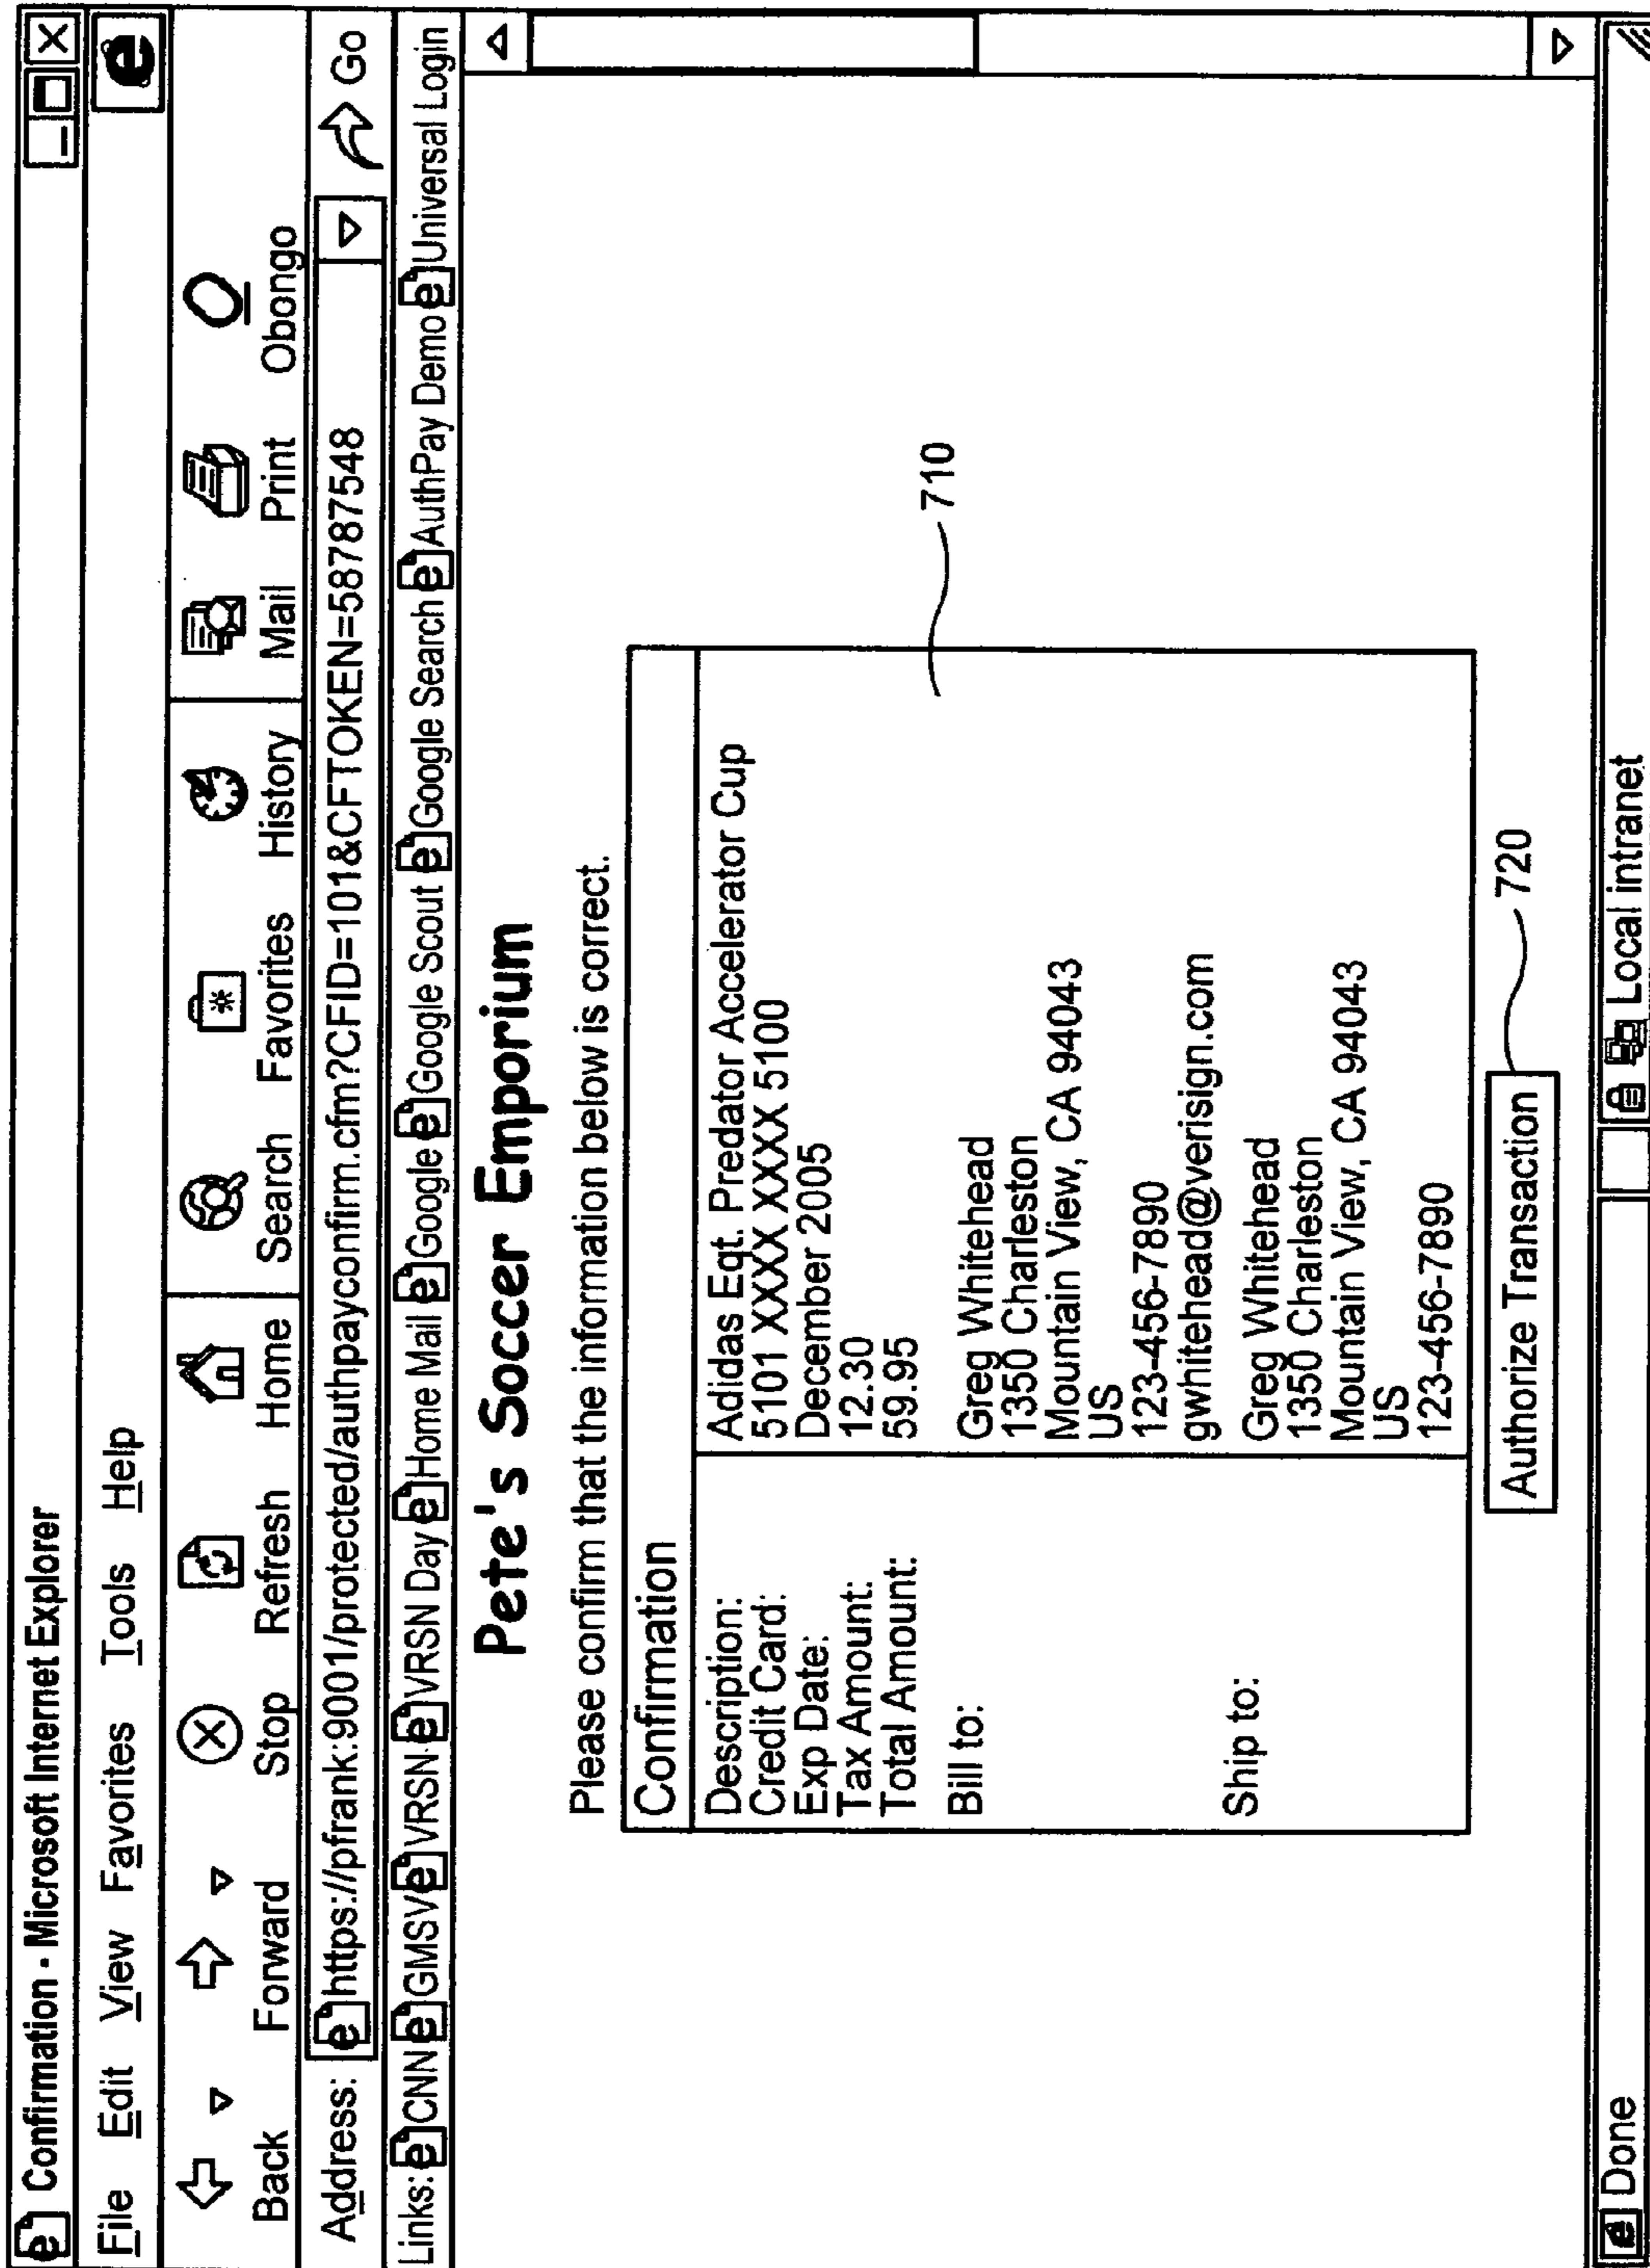 Confirmation - Microsoft Internet Explorer
File Edit View Favorites Tools Help
Back Forward Stop Refresh Home Search Favorites History Mail Print Obongo
Address: https://pfrank:9001/protected/authpayconfirm.cfm?CFID=101&CFTOKEN=58787548 Go
Links: CNN GMSV VRSN VRSN Day Home Mail Google Google Scout Google Search AuthPay Demo Universal Login
Pete's Soccer Emporium
Please confirm that the information below is correct.
Confirmation
Description: Adidas Eqt. Predator Accelerator Cup
Credit Card: 5101 XXXX XXXX 5100
Exp Date: December 2005
Tax Amount: 12.30
Total Amount: 59.95
Bill to: Greg Whitehead
1350 Charleston
Mountain View, CA 94043
US
123-456-7890
gwhitehead@verisign.com
Ship to: Greg Whitehead
1350 Charleston
Mountain View, CA 94043
US
123-456-7890
710
Authorize Transaction
720
Done Local intranet